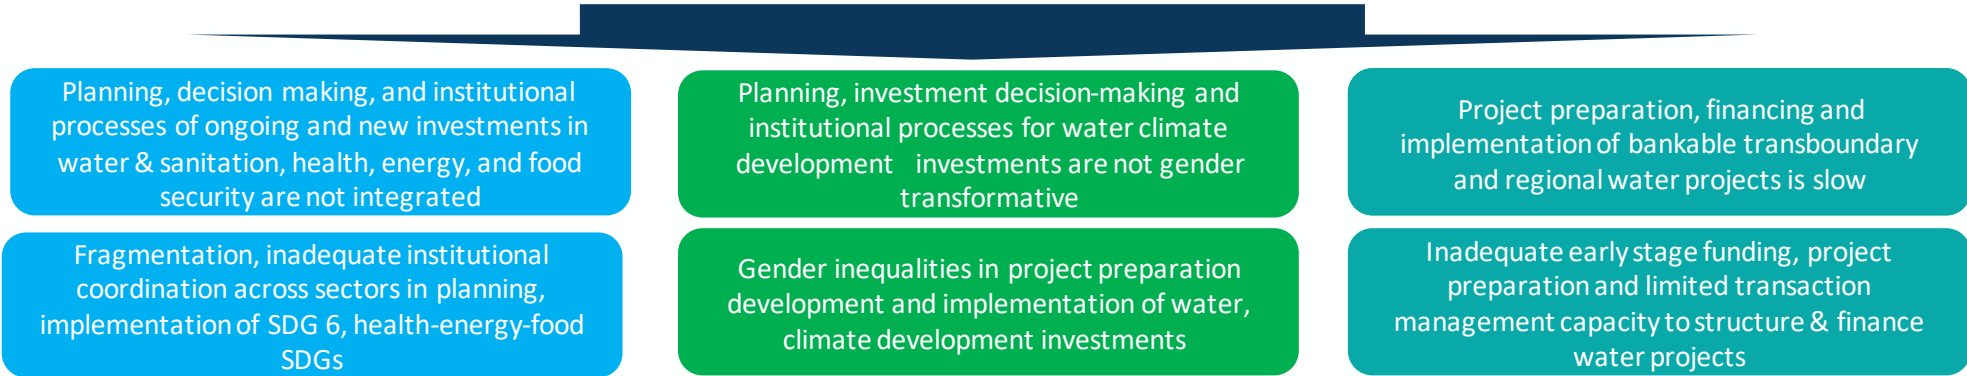 Planning, decision making, and institutional
processes of ongoing and new investments in
water & sanitation, health, energy, and food
security are not integrated
Planning, investment decision-making and
institutional processes for water climate
development investments are not gender
transformative
Project preparation, financing and
implementation of bankable transboundary
and regional water projects is slow
Fragmentation, inadequate institutional
coordination across sectors in planning,
implementation of SDG 6, health-energy-food
SDGs
Gender inequalities in project preparation
development and implementation of water,
climate development investments
Inadequate early stage funding, project
preparation and limited transaction
management capacity to structure & finance
water projects